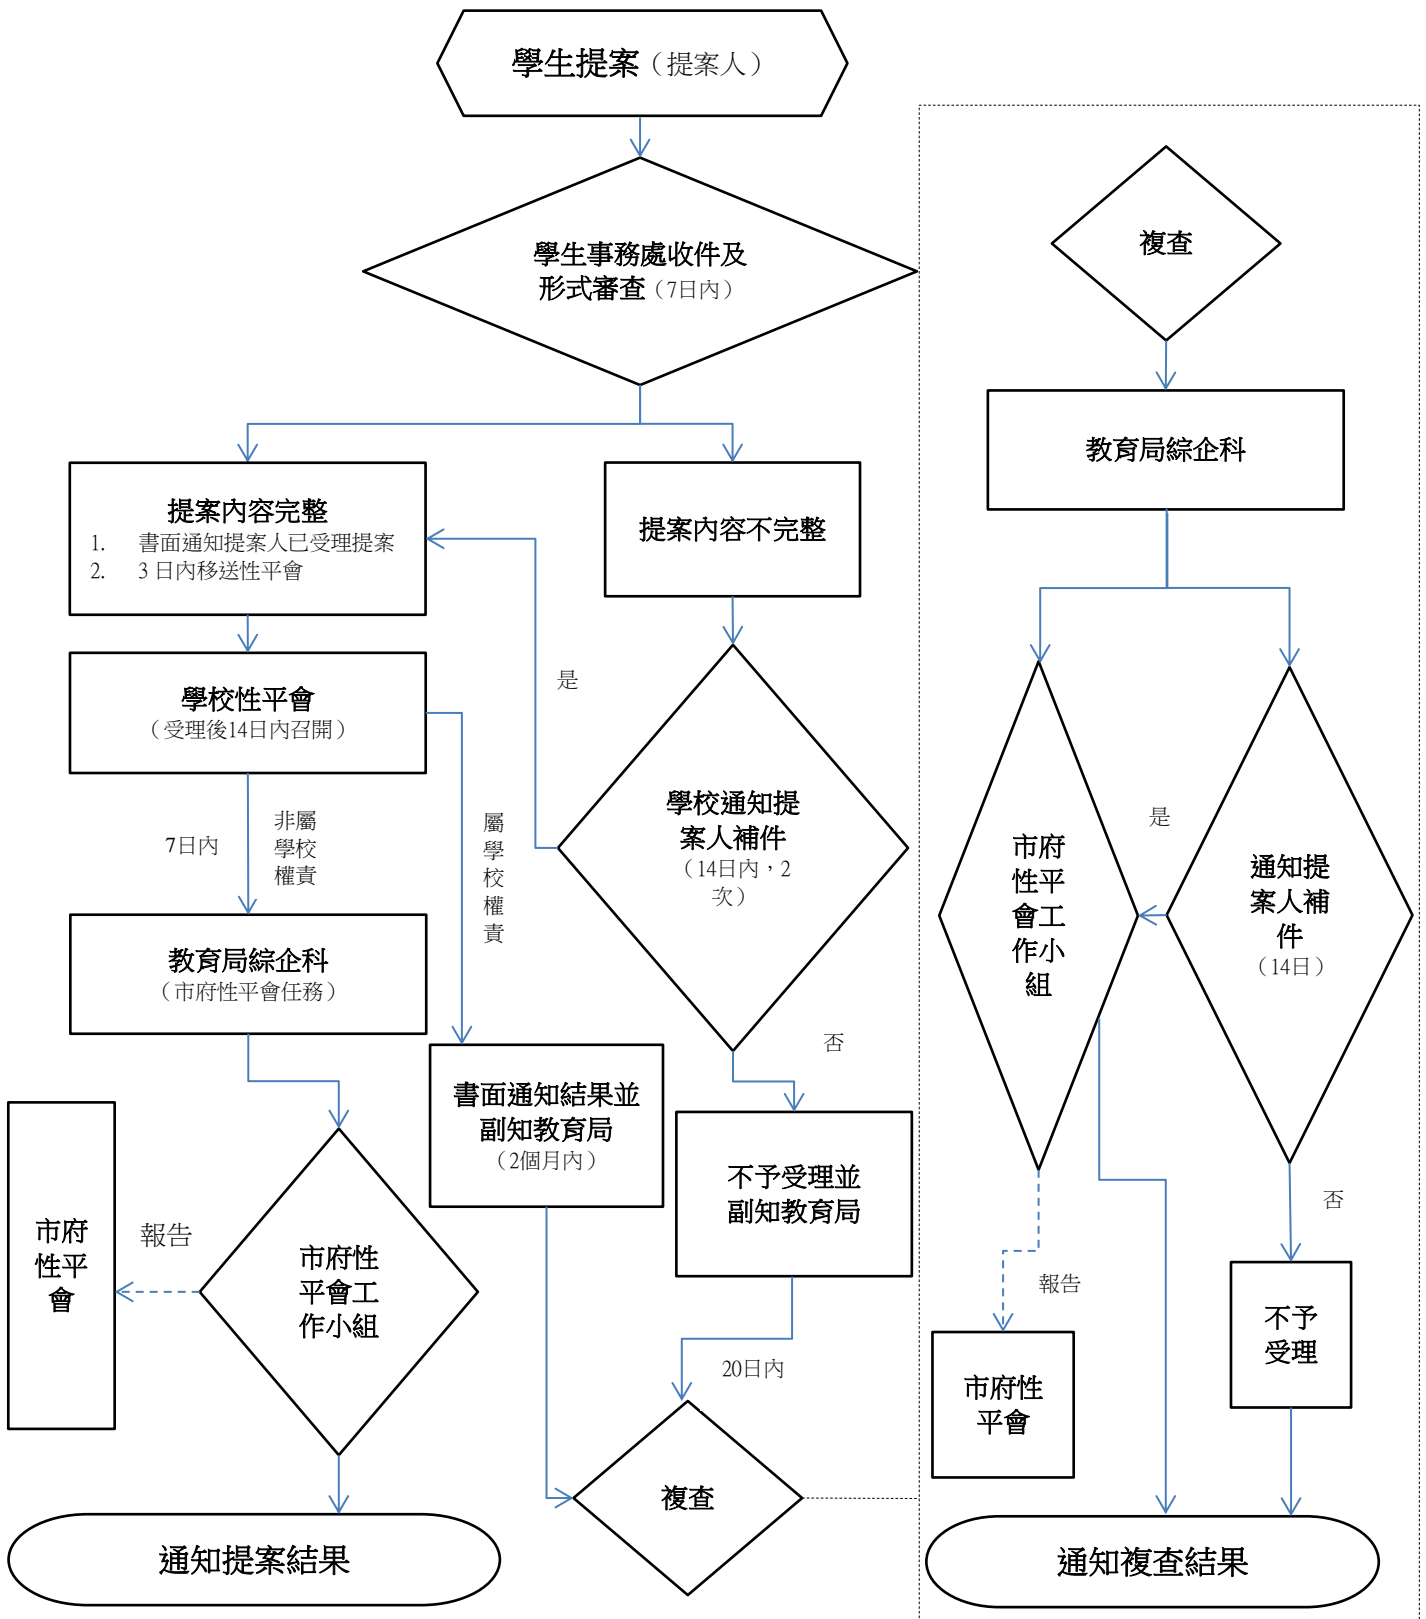 學生提案（提案人）
學生事務處收件及
形式審查（7日內）
提案內容完整
1. 書面通知提案人已受理提案
2. 3 日內移送性平會
提案內容不完整
是
學校性平會
（受理後14日內召開）
學校通知提
案人補件
（14日內，2
次）
7日內
非屬
學校
權責
屬
學
校
權
責
教育局綜企科
（市府性平會任務）
否
書面通知結果並
副知教育局
（2個月內）
不予受理並
副知教育局
市府
性平
會
報告
市府性
平會工
作小組
20日內
複查
通知提案結果
複查
教育局綜企科
市府
性平
會工
作小
組
是
通知提
案人補
件
（14日）
否
報告
市府性
平會
不予
受理
通知複查結果